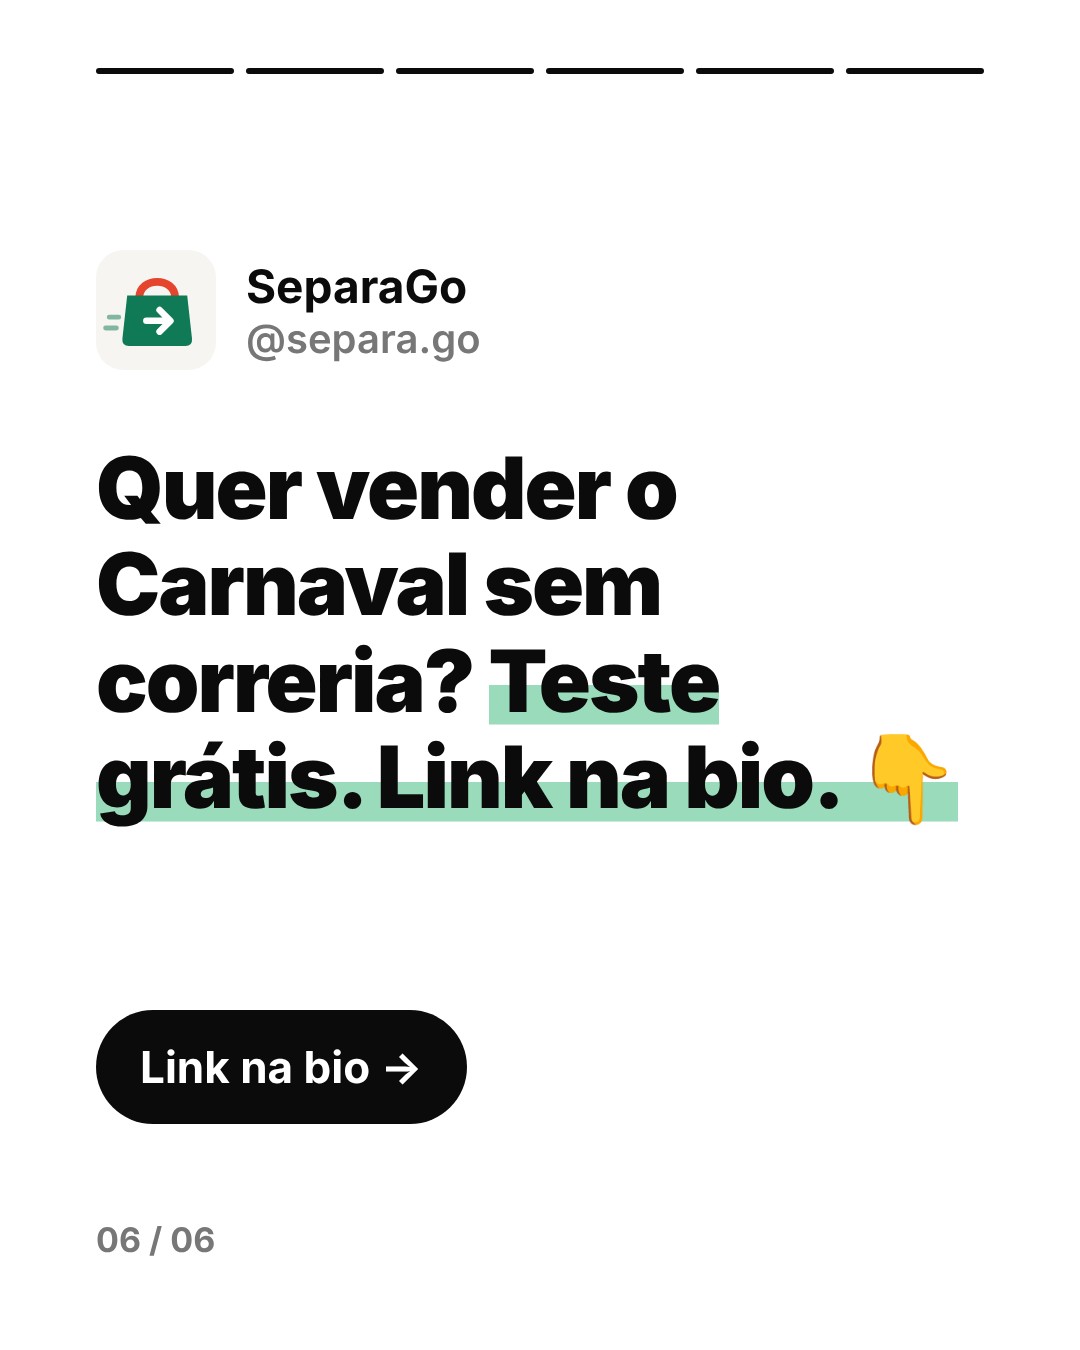 SeparaGo
@separa.go
Quer vender o
Carnaval sem
correria? Teste
grátis. Link na bio. 👇
Link na bio →
06 / 06